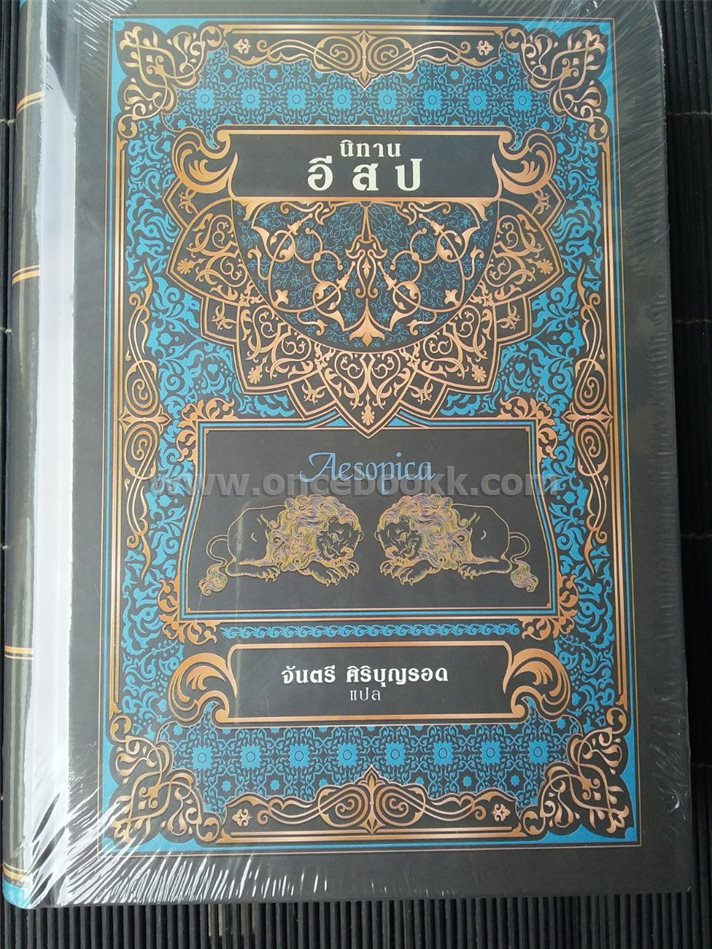 นิทาน
อีสป
Aesopica
www.oncebookk.com
จันตรี ศิริบุญรอด
แปล